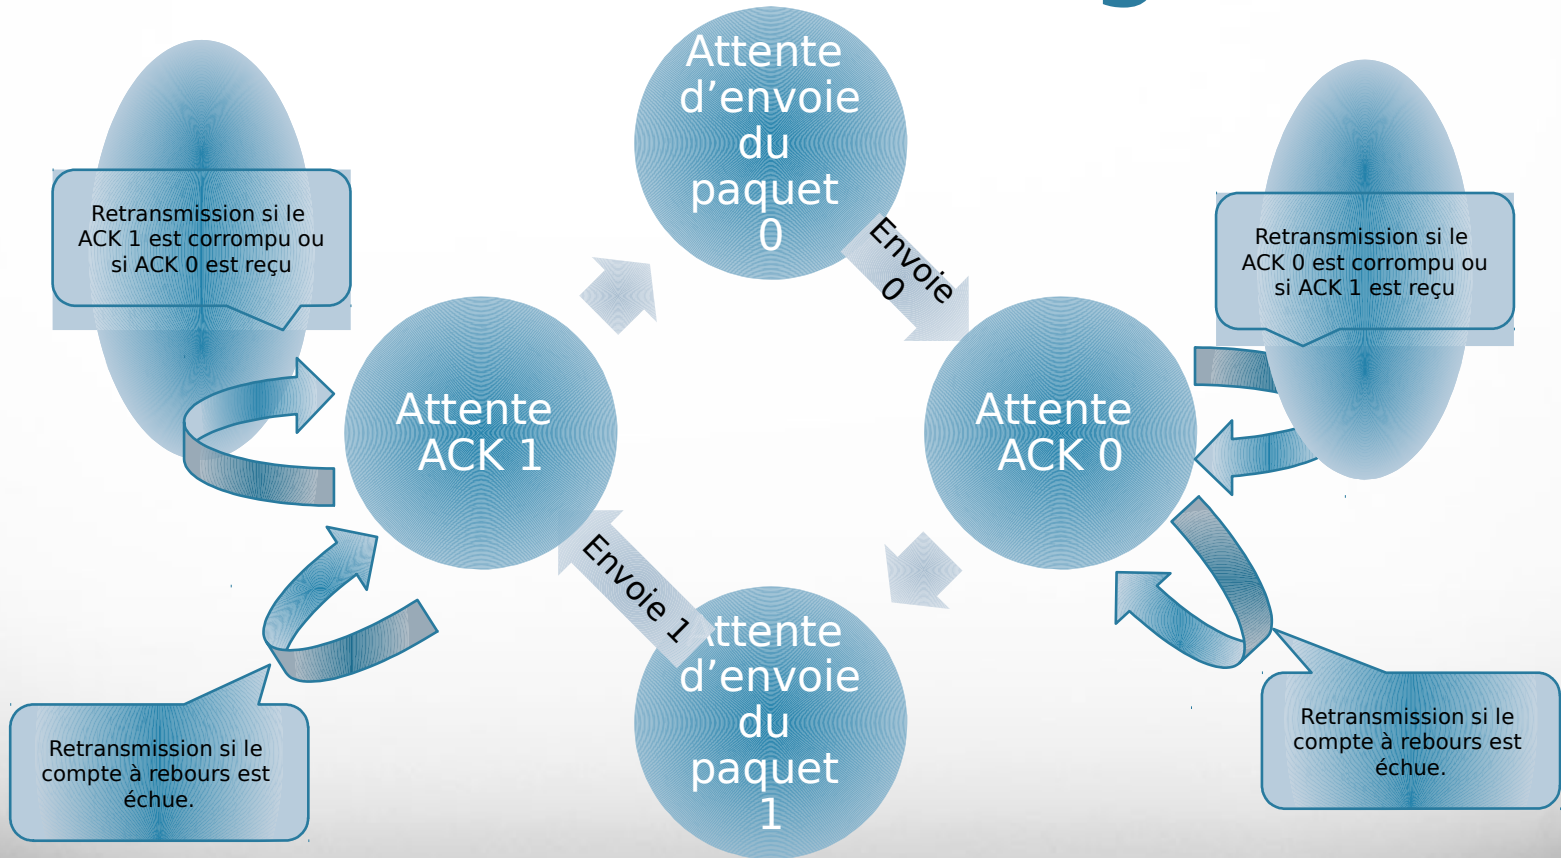 Attente
d'envoie
du
paquet
0
Envoie
0
Retransmission si le
ACK 1 est corrompu ou
si ACK 0 est reçu
Retransmission si le
ACK 0 est corrompu ou
si ACK 1 est reçu
Attente
ACK 1
Attente
ACK 0
Envoie 1
Attente
d'envoie
du
paquet
1
Retransmission si le
compte à rebours est
échue.
Retransmission si le
compte à rebours est
échue.